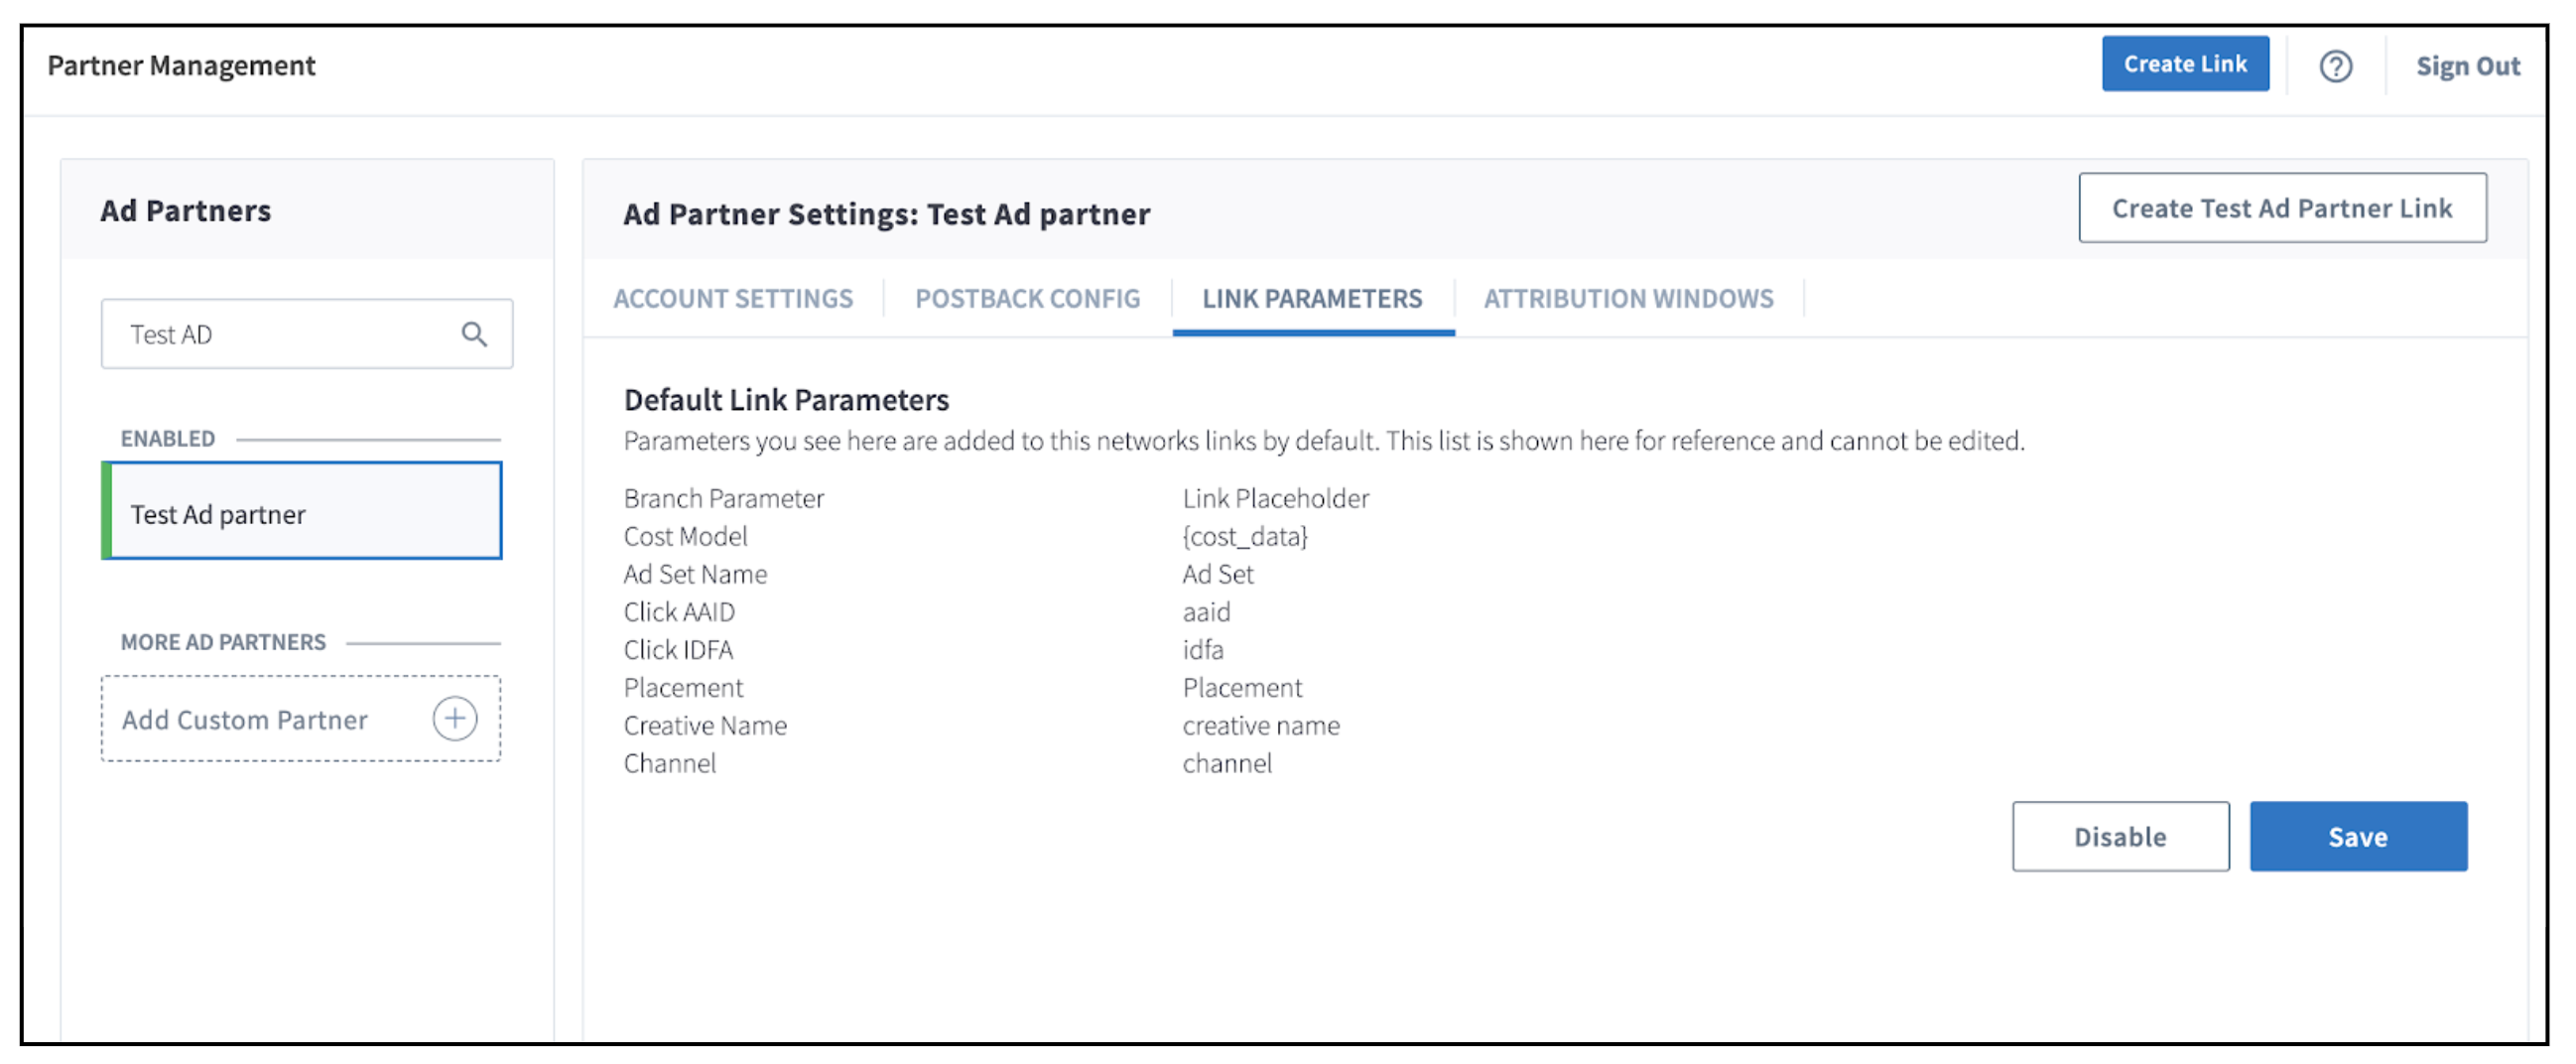 Partner Management
Create Link
Sign Out
Ad Partners
Test AD
ENABLED
Test Ad partner
MORE AD PARTNERS
Add Custom Partner
Ad Partner Settings: Test Ad partner
Create Test Ad Partner Link
ACCOUNT SETTINGS POSTBACK CONFIG LINK PARAMETERS ATTRIBUTION WINDOWS
Default Link Parameters
Parameters you see here are added to this networks links by default. This list is shown here for reference and cannot be edited.
Branch Parameter Link Placeholder
Cost Model {cost_data}
Ad Set Name Ad Set
Click AAID aaid
Click IDFA idfa
Placement Placement
Creative Name creative name
Channel channel
Disable Save